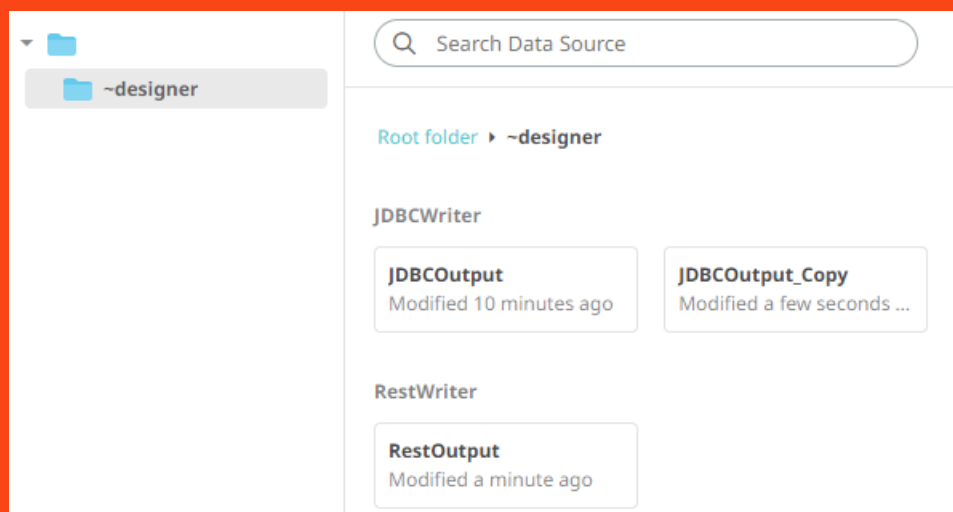 ~designer
Search Data Source
Root folder ~designer
JDBCWriter
JDBCOutput
Modified 10 minutes ago
JDBCOutput_Copy
Modified a few seconds ...
RestWriter
RestOutput
Modified a minute ago